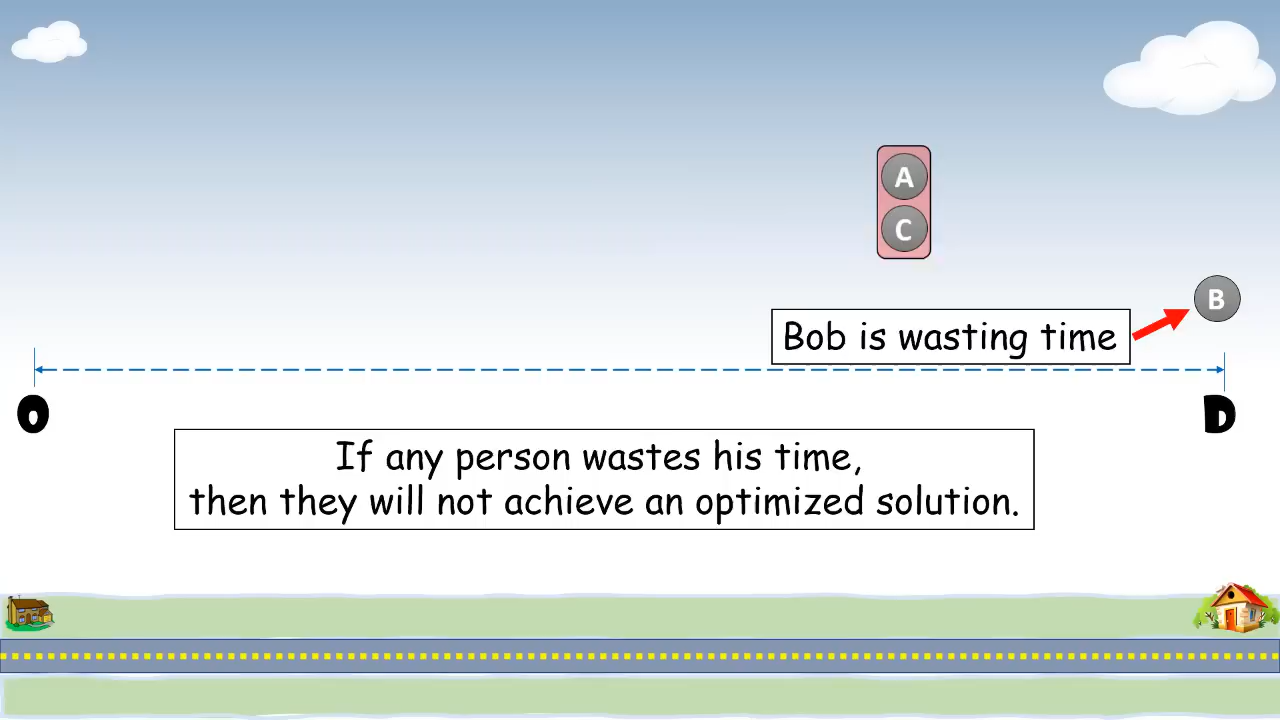 A
C
B
Bob is wasting time
O
D
If any person wastes his time,
then they will not achieve an optimized solution.